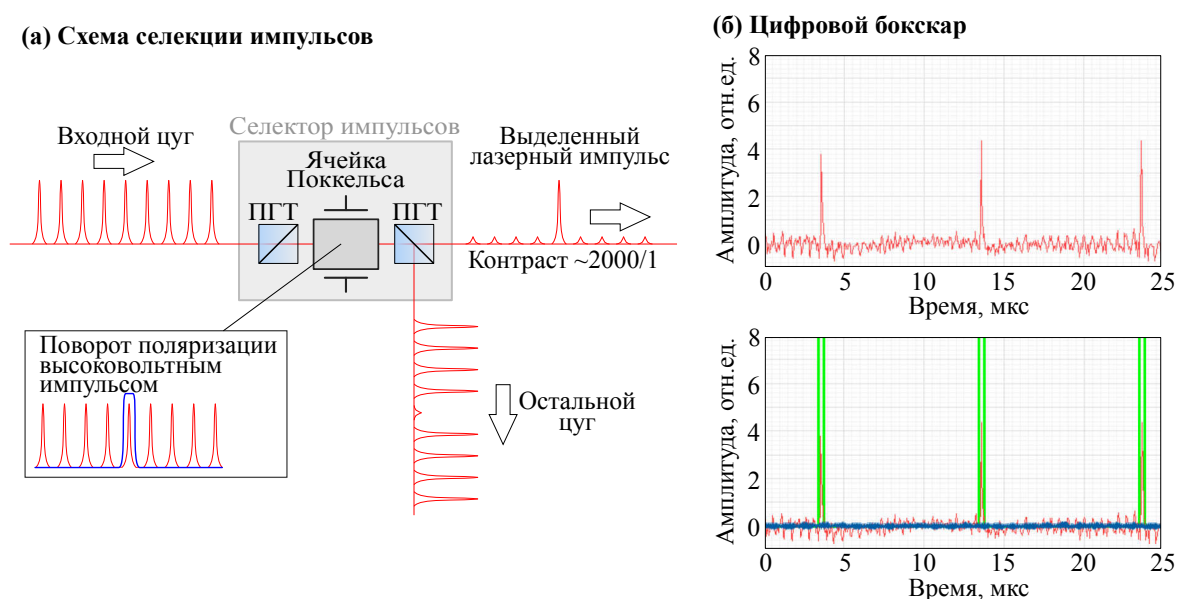 (а) Схема селекции импульсов
Входной цуг
Селектор импульсов
Ячейка
Поккельса
ПГТ
ПГТ
Выделенный
лазерный импульс
Контраст ~2000/1
Поворот поляризации
высоковольтным
импульсом
Остальной
цуг
(б) Цифровой бокскар
Амплитуда, отн.ед.
8
6
4
2
0
0 5 10 15 20 25
Время, мкс
Амплитуда, отн.ед.
8
6
4
2
0
0 5 10 15 20 25
Время, мкс